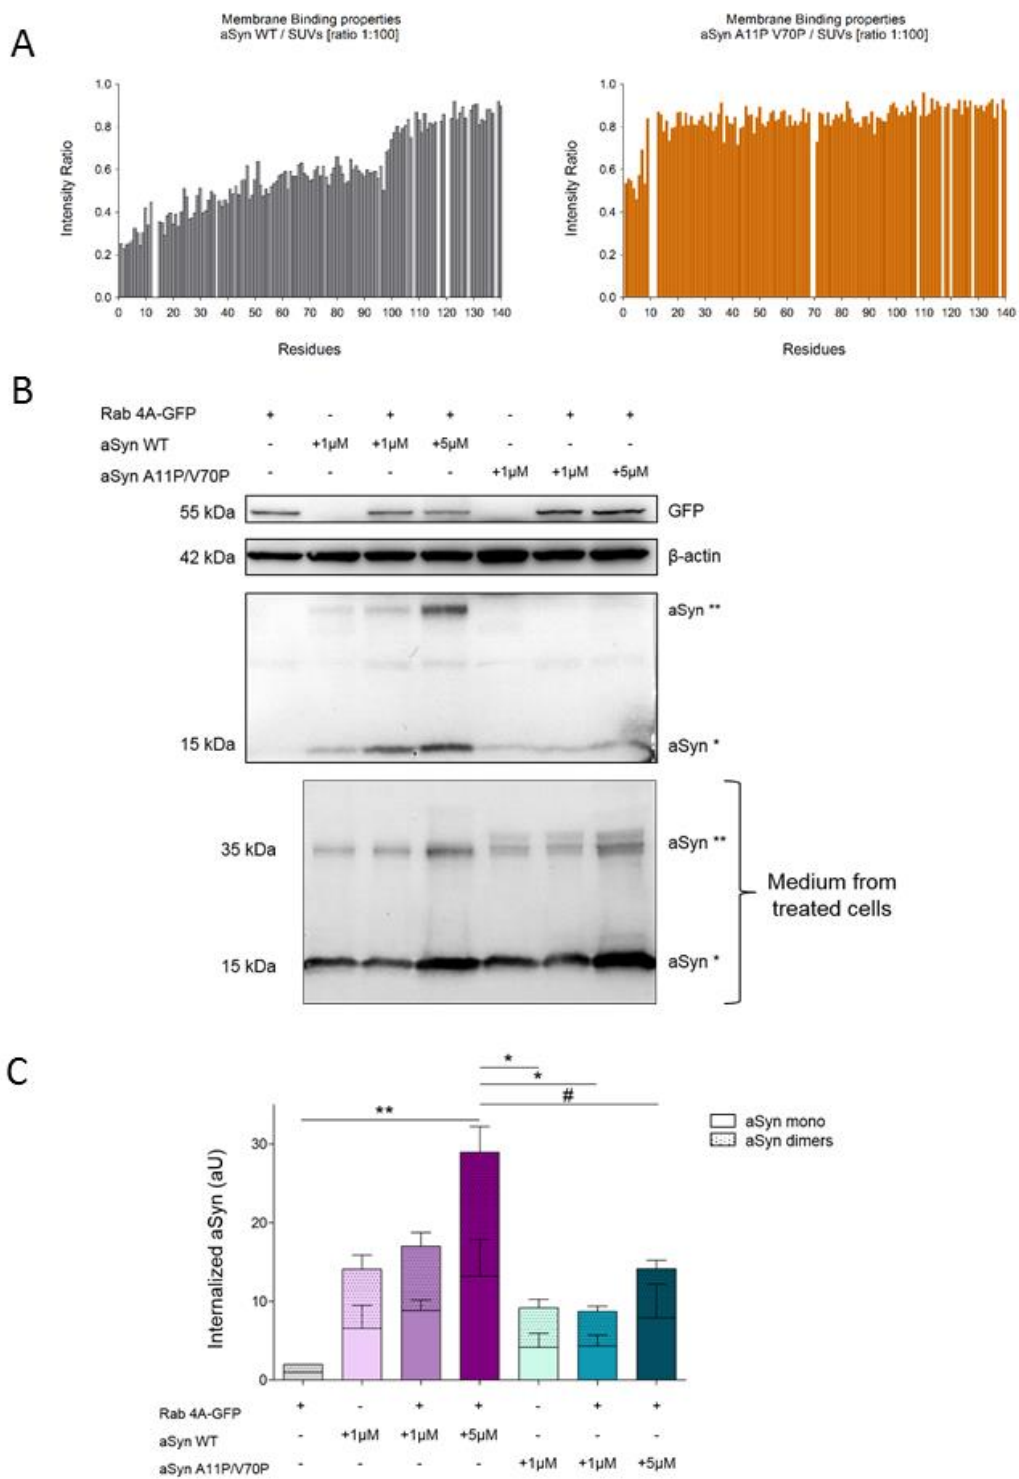 A
Membrane Binding properties
aSyn WT / SUVs [ratio 1:100]
Membrane Binding properties
aSyn A11P V70P / SUVs [ratio 1:100]
Intensity Ratio
1.0
0.8
0.6
0.4
0.2
0.0
0 10 20 30 40 50 60 70 80 90 100 110 120 130 140
Residues
Intensity Ratio
1.0
0.8
0.6
0.4
0.2
0.0
0 10 20 30 40 50 60 70 80 90 100 110 120 130 140
Residues
B
Rab 4A-GFP + - + + - + +
aSyn WT - +1µM +1µM +5µM - - -
aSyn A11P/V70P - - - - +1µM +1µM +5µM
55 kDa GFP
42 kDa β-actin
aSyn **
15 kDa aSyn *
35 kDa aSyn **
Medium from
treated cells
15 kDa aSyn *
C
* 
*
#
**
aSyn mono
aSyn dimers
Internalized aSyn (aU)
30
20
10
0
Rab 4A-GFP + - + + - + +
aSyn WT - +1µM +1µM +5µM - - -
aSyn A11P/V70P - - - - +1µM +1µM +5µM